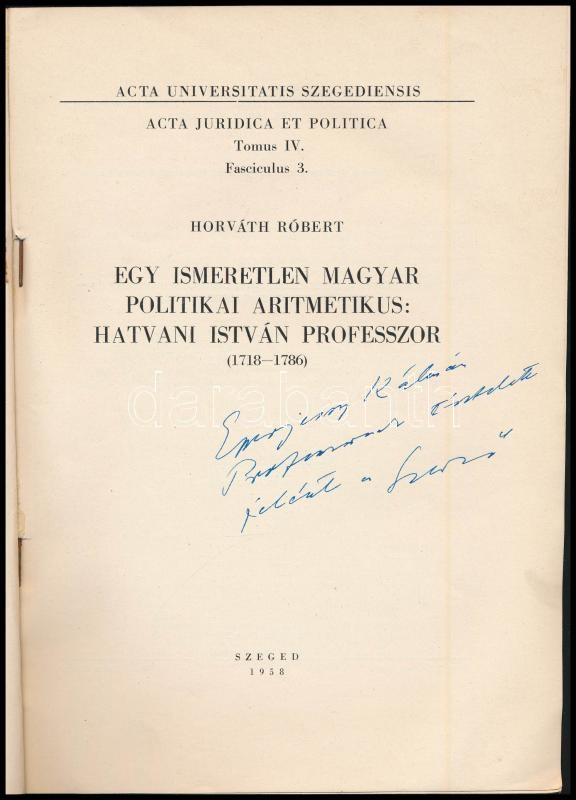 ACTA UNIVERSITATIS SZEGEDIENSIS
ACTA JURIDICA ET POLITICA
Tomus IV.
Fasciculus 3.
HORVÁTH RÓBERT
EGY ISMERETLEN MAGYAR
POLITIKAI ARITMETIKUS:
HATVANI ISTVÁN PROFESSZOR
(1718—1786)
darabanth
Eperjessy Kálmán
Professzornak tisztelete
jeléül a Szerző
SZEGED
1958